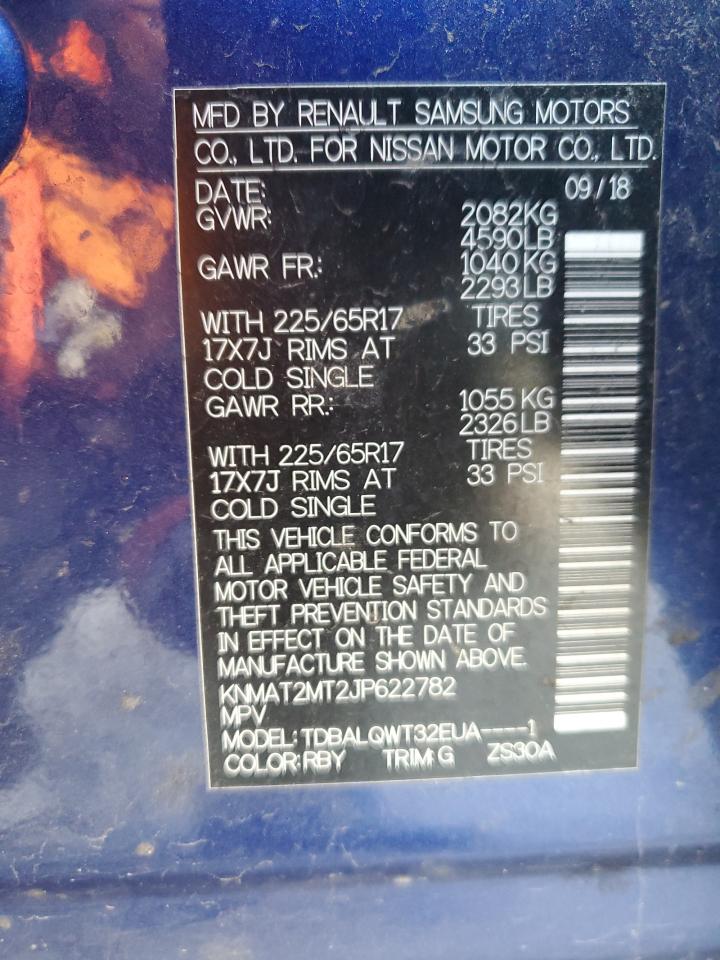 MFD BY RENAULT SAMSUNG MOTORS
CO., LTD. FOR NISSAN MOTOR CO., LTD.
DATE: 09/18
GVWR: 2082KG
4590LB
GAWR FR.: 1040KG
2293LB
WITH 225/65R17 TIRES
17X7J RIMS AT 33 PSI
COLD SINGLE
GAWR RR.: 1055KG
2326LB
WITH 225/65R17 TIRES
17X7J RIMS AT 33 PSI
COLD SINGLE
THIS VEHICLE CONFORMS TO
ALL APPLICABLE FEDERAL
MOTOR VEHICLE SAFETY AND
THEFT PREVENTION STANDARDS
IN EFFECT ON THE DATE OF
MANUFACTURE SHOWN ABOVE.
KNMAT2MT2JP622782
MPV
MODEL: TDBALQWT32EUA----1
COLOR: RBY TRIM: G ZS30A